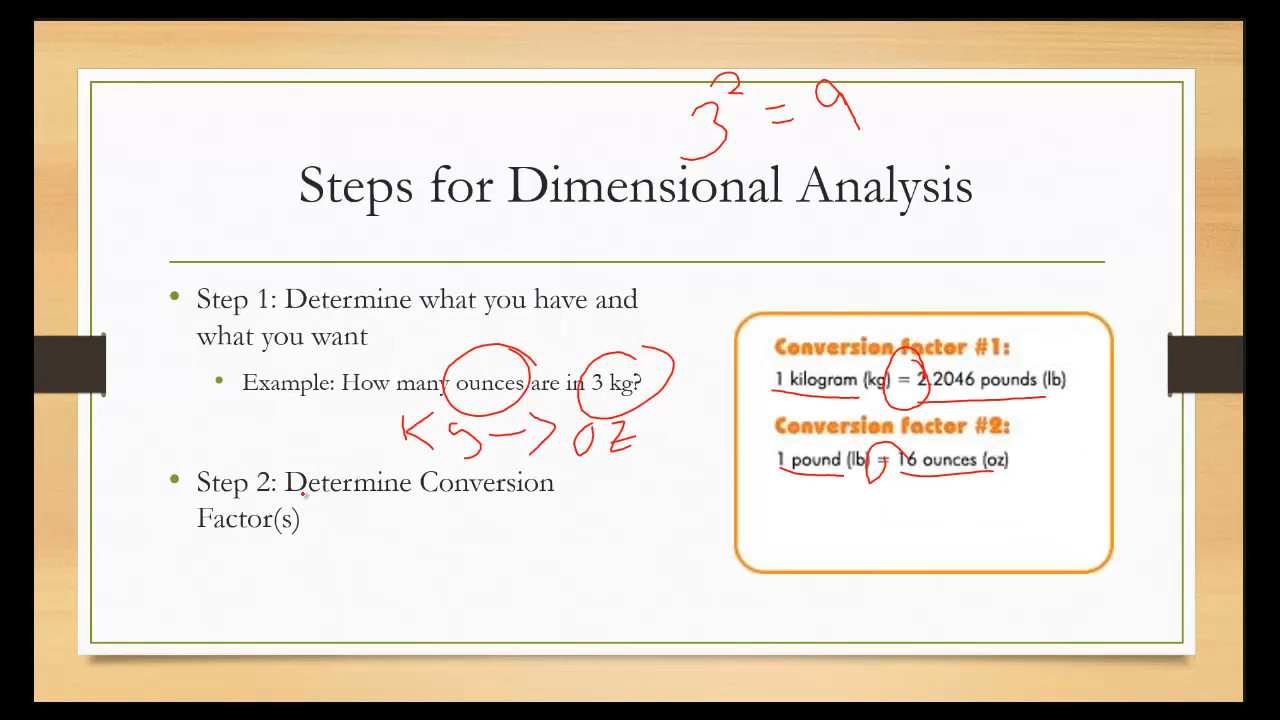 3² = 9
Steps for Dimensional Analysis
• Step 1: Determine what you have and
what you want
• Example: How many ounces are in 3 kg?
Kg → oz
• Step 2: Determine Conversion
Factor(s)
Conversion factor #1:
1 kilogram (kg) = 2.2046 pounds (lb)
Conversion factor #2:
1 pound (lb) = 16 ounces (oz)